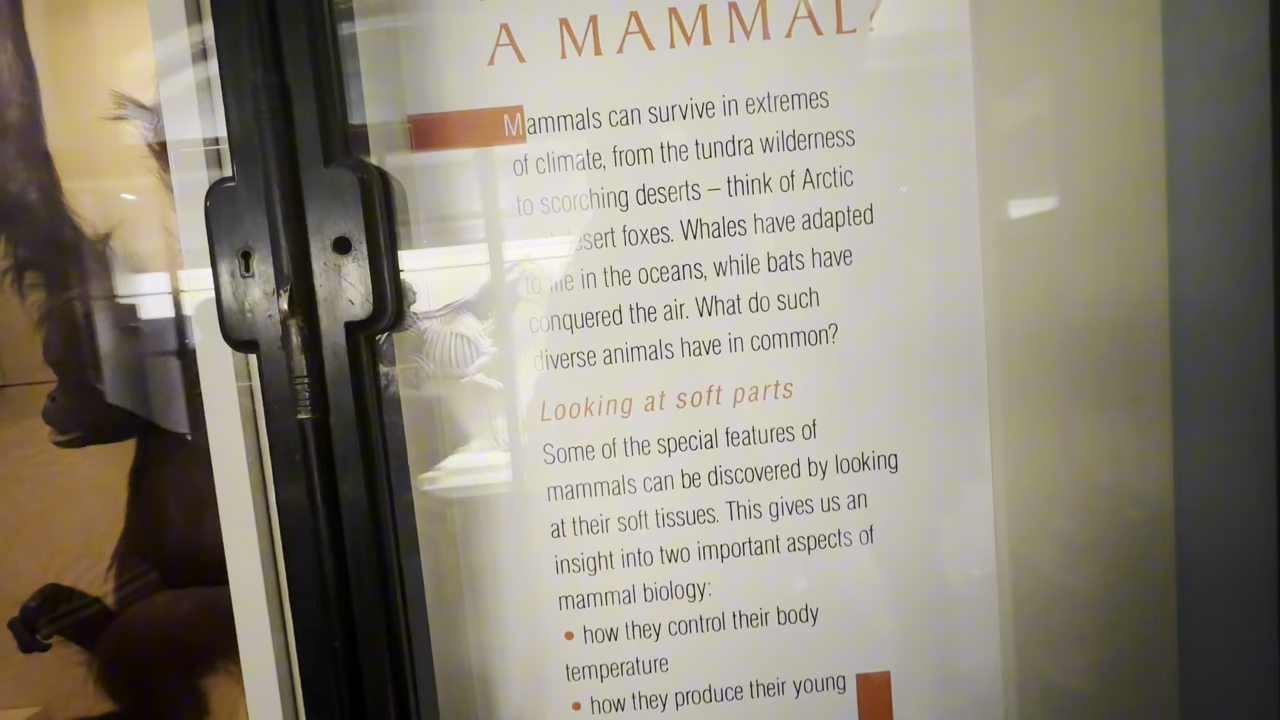 A MAMMAL?
Mammals can survive in extremes
of climate, from the tundra wilderness
to scorching deserts – think of Arctic
desert foxes. Whales have adapted
to life in the oceans, while bats have
conquered the air. What do such
diverse animals have in common?
Looking at soft parts
Some of the special features of
mammals can be discovered by looking
at their soft tissues. This gives us an
insight into two important aspects of
mammal biology:
• how they control their body
temperature
• how they produce their young